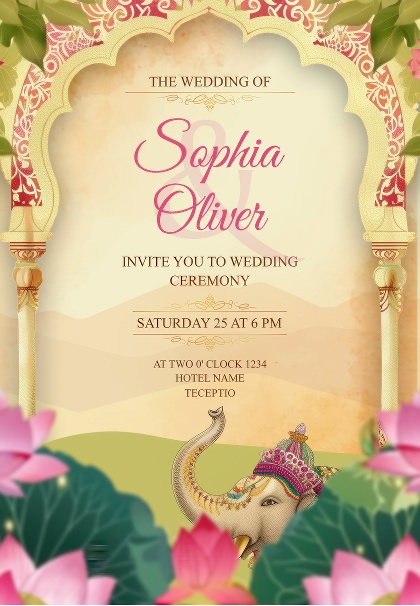 THE WEDDING OF
&
Sophia
Oliver
INVITE YOU TO WEDDING
CEREMONY
SATURDAY 25 AT 6 PM
AT TWO 0' CLOCK 1234
HOTEL NAME
TECEPTIO